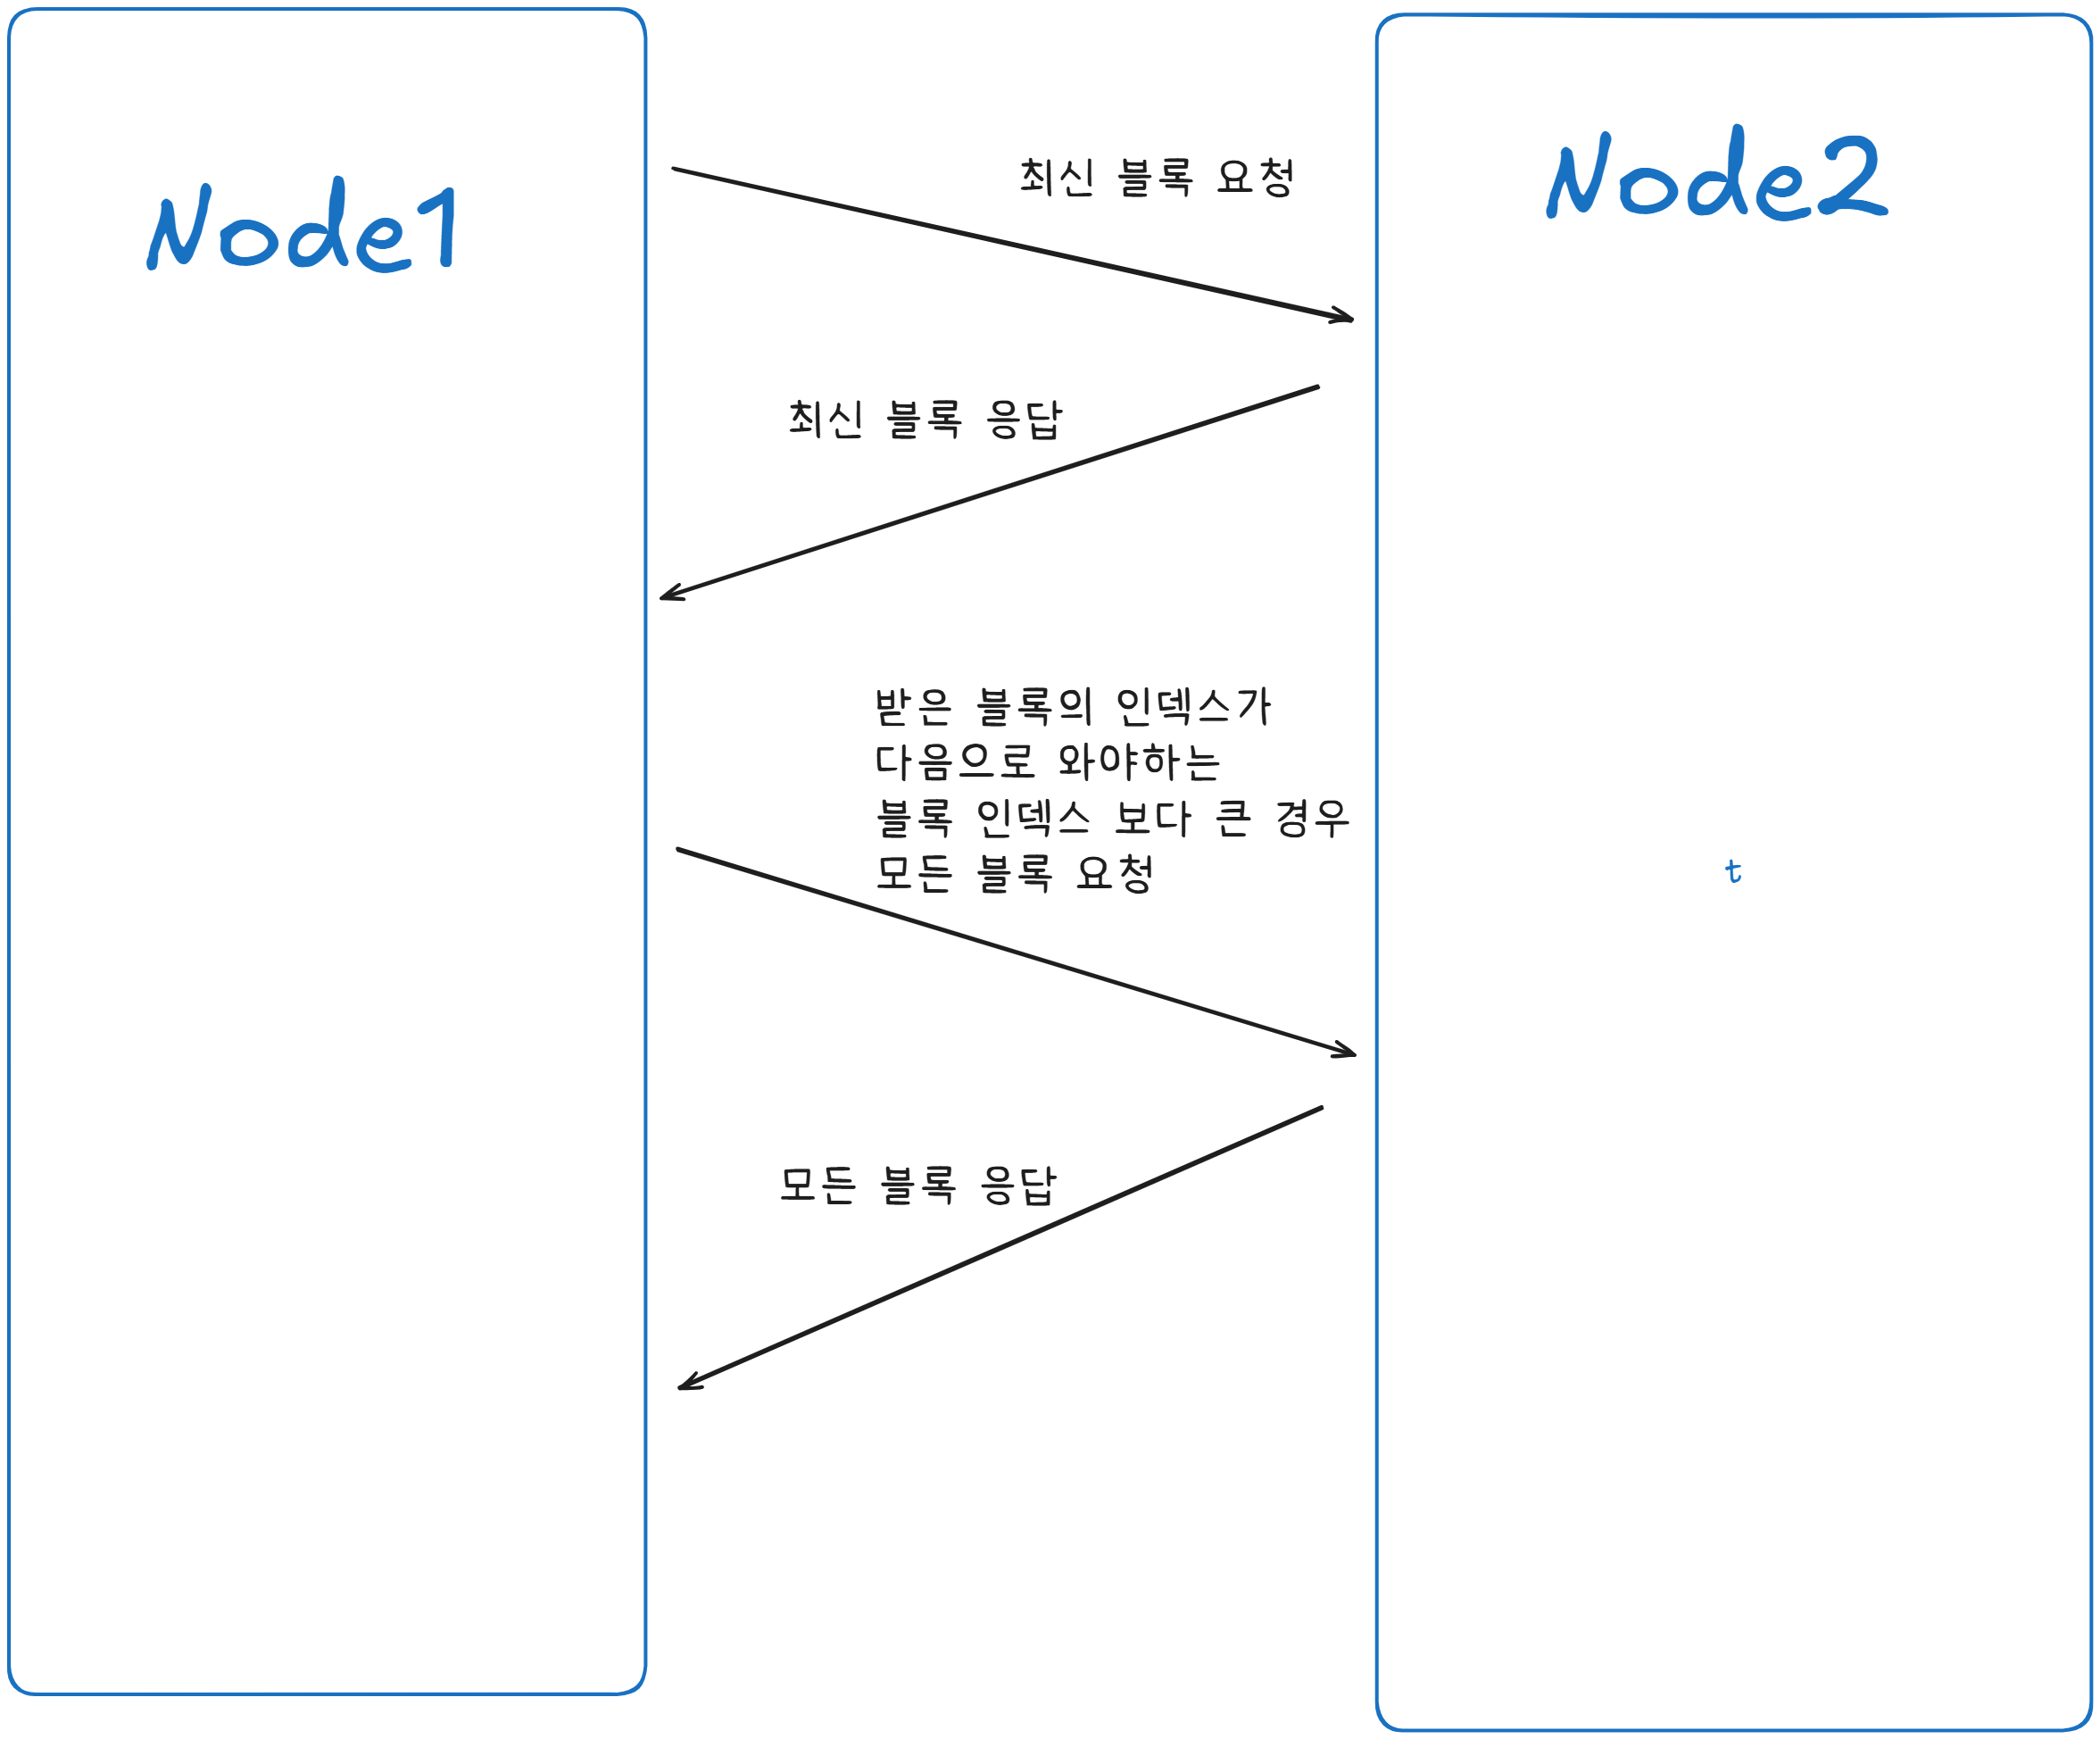 Node1
Node2
최신 블록 요청
최신 블록 응답
받은 블록의 인덱스가
다음으로 와야하는
블록 인덱스 보다 큰 경우
모든 블록 요청
t
모든 블록 응답